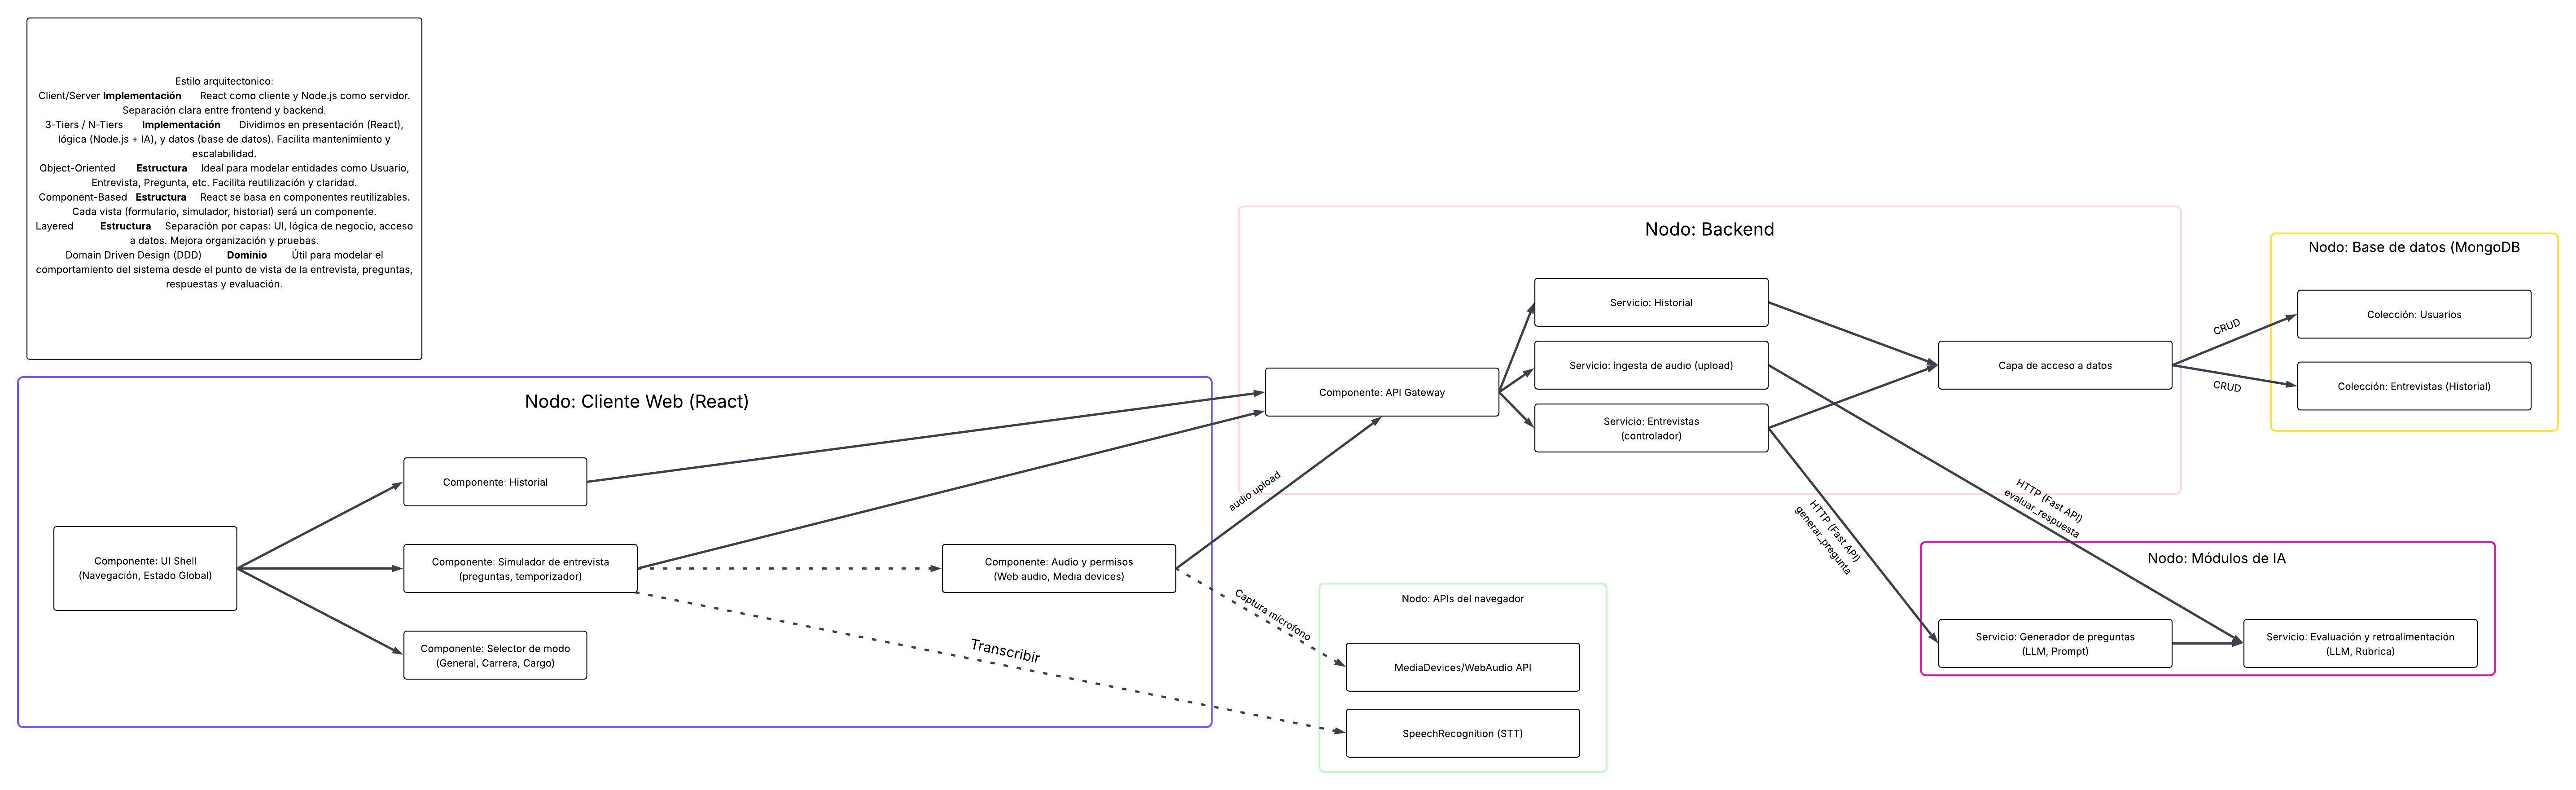 Estilo arquitectonico:
Client/Server Implementación React como cliente y Node.js como servidor.
Separación clara entre frontend y backend.
3-Tiers / N-Tiers Implementación Dividimos en presentación (React),
lógica (Node.js + IA), y datos (base de datos). Facilita mantenimiento y
escalabilidad.
Object-Oriented Estructura Ideal para modelar entidades como Usuario,
Entrevista, Pregunta, etc. Facilita reutilización y claridad.
Component-Based Estructura React se basa en componentes reutilizables.
Cada vista (formulario, simulador, historial) será un componente.
Layered Estructura Separación por capas: UI, lógica de negocio, acceso
a datos. Mejora organización y pruebas.
Domain Driven Design (DDD) Dominio Útil para modelar el
comportamiento del sistema desde el punto de vista de la entrevista, preguntas,
respuestas y evaluación.
Nodo: Cliente Web (React)
Componente: UI Shell
(Navegación, Estado Global)
Componente: Historial
Componente: Simulador de entrevista
(preguntas, temporizador)
Componente: Selector de modo
(General, Carrera, Cargo)
Componente: Audio y permisos
(Web audio, Media devices)
Transcribir
audio upload
Captura microfono
Nodo: APIs del navegador
MediaDevices/WebAudio API
SpeechRecognition (STT)
Nodo: Backend
Componente: API Gateway
Servicio: Historial
Servicio: ingesta de audio (upload)
Servicio: Entrevistas
(controlador)
Capa de acceso a datos
HTTP (Fast API)
generar_pregunta
HTTP (Fast API)
evaluar_respuesta
CRUD
CRUD
Nodo: Base de datos (MongoDB
Colección: Usuarios
Colección: Entrevistas (Historial)
Nodo: Módulos de IA
Servicio: Generador de preguntas
(LLM, Prompt)
Servicio: Evaluación y retroalimentación
(LLM, Rubrica)